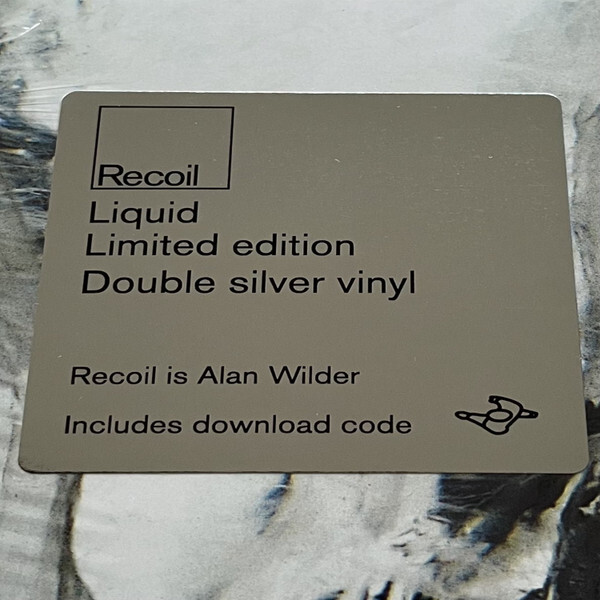 Recoil
Liquid
Limited edition
Double silver vinyl
Recoil is Alan Wilder
Includes download code